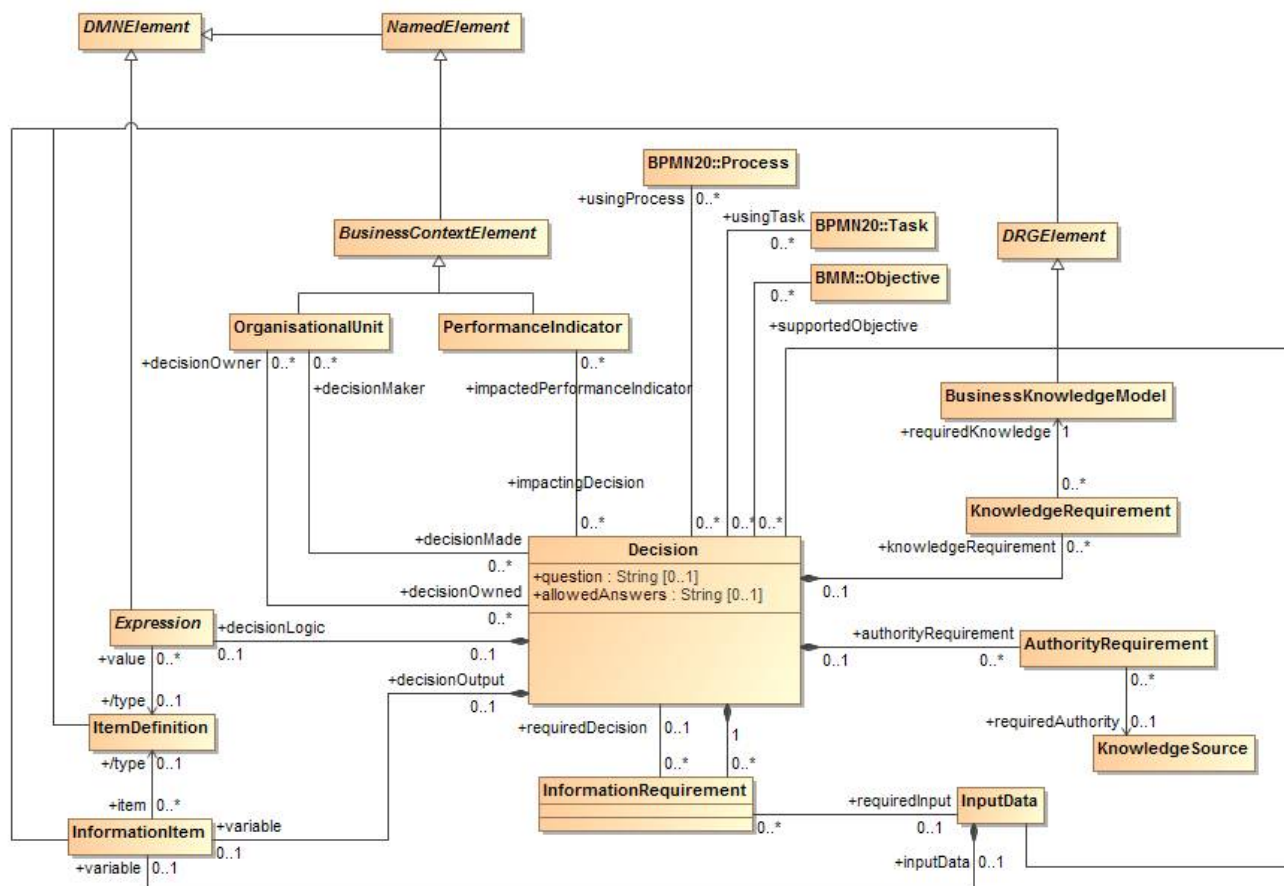 DMNElement
NamedElement
BPMN20::Process
+usingProcess 0..*
+usingTask
BPMN20::Task
0..*
BusinessContextElement
DRGElement
BMM::Objective
0..*
+supportedObjective
OrganisationalUnit
PerformanceIndicator
+decisionOwner 0..* 0..*
0..*
+decisionMaker
+impactedPerformanceIndicator
BusinessKnowledgeModel
+requiredKnowledge 1
+impactingDecision
0..*
KnowledgeRequirement
0..* 0..* 0..* 0..*
+decisionMade
0..*
Decision
+knowledgeRequirement 0..*
+question : String [0..1]
+allowedAnswers : String [0..1]
0..1
+decisionOwned
0..*
Expression
+decisionLogic
0..1 0..1
+authorityRequirement
0..1 0..*
AuthorityRequirement
+value 0..*
+decisionOutput
0..1
0..*
+/type 0..1
+requiredDecision 0..1
1
+requiredAuthority 0..1
ItemDefinition
KnowledgeSource
+/type 0..1
0..* 0..*
InformationRequirement
+item 0..*
+requiredInput
0..* 0..1
InputData
InformationItem
+variable
0..1
+variable 0..1
+inputData 0..1